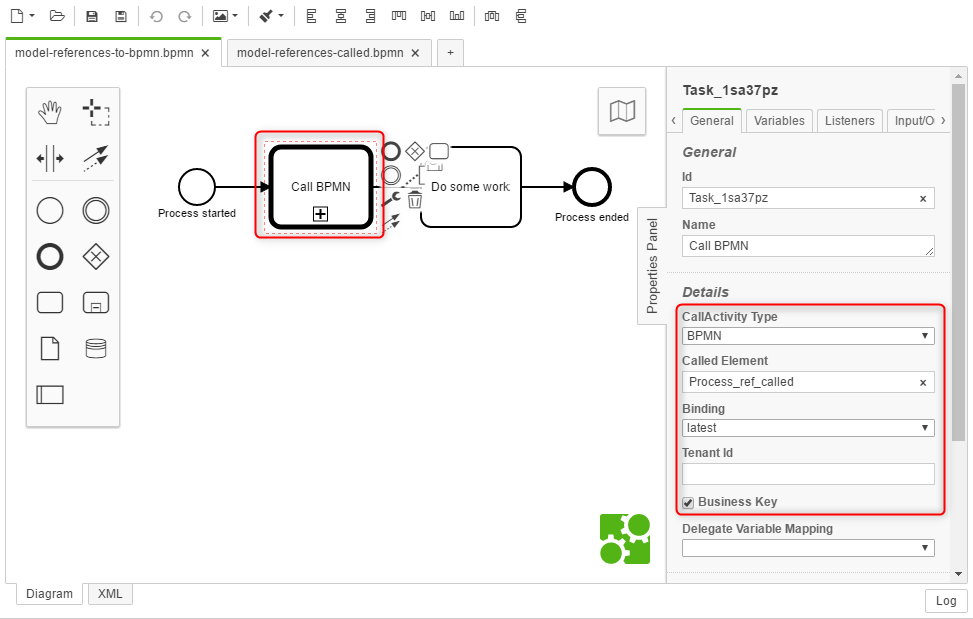 model-references-to-bpmn.bpmn ×
model-references-called.bpmn ×
+
Process started
Call BPMN
Do some work
Process ended
Properties Panel
Task_1sa37pz
General
Variables
Listeners
Input/O
General
Id
Task_1sa37pz ×
Name
Call BPMN
Details
CallActivity Type
BPMN
Called Element
Process_ref_called ×
Binding
latest
Tenant Id
Business Key
Delegate Variable Mapping
Diagram
XML
Log